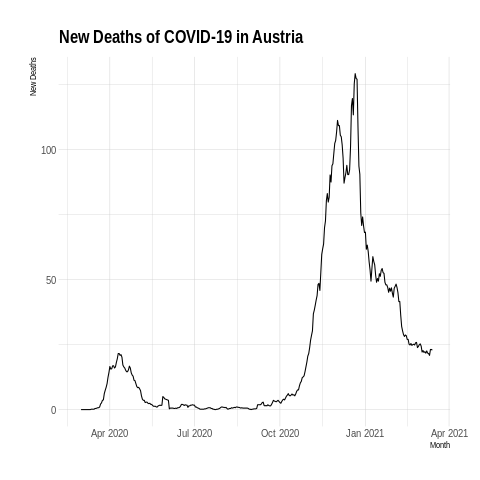 New Deaths of COVID-19 in Austria
New Deaths
100
50
0
Apr 2020
Jul 2020
Oct 2020
Jan 2021
Apr 2021
Month